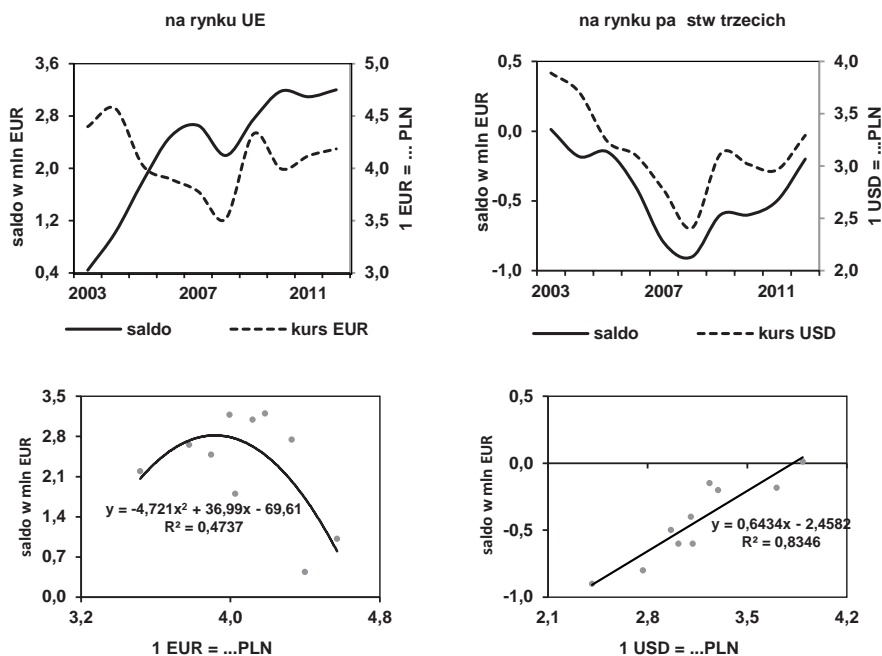 na rynku UE
saldo w mln EUR
3,6
2,8
2,0
1,2
0,4
5,0
4,5
4,0
3,5
3,0
1 EUR = ... PLN
2003 2007 2011
saldo kurs EUR
na rynku pa stw trzecich
saldo w mln EUR
0,5
0,0
-0,5
-1,0
4,0
3,5
3,0
2,5
2,0
1 USD = ... PLN
2003 2007 2011
saldo kurs USD
saldo w mln EUR
3,5
2,8
2,1
1,4
0,7
0,0
y = -4,721x² + 36,99x - 69,61
R² = 0,4737
3,2 4,0 4,8
1 EUR = ...PLN
saldo w mln EUR
0,5
0,0
-0,5
-1,0
y = 0,6434x - 2,4582
R² = 0,8346
2,1 2,8 3,5 4,2
1 USD = ...PLN